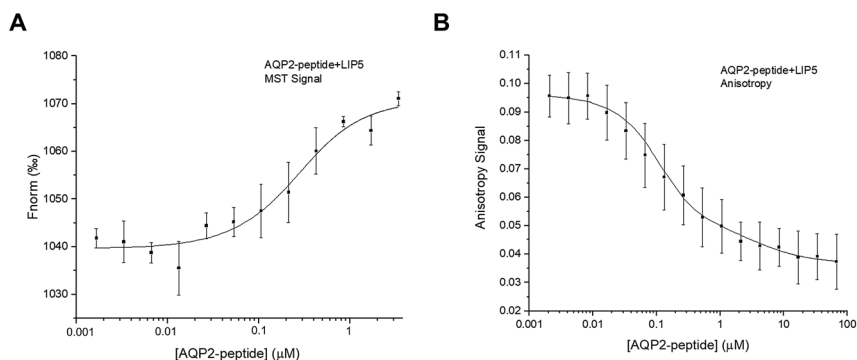 A
AQP2-peptide+LIP5
MST Signal
Fnorm (‰)
1080
1070
1060
1050
1040
1030
0.001
0.01
0.1
1
[AQP2-peptide] (μM)
B
AQP2-peptide+LIP5
Anisotropy
Anisotropy Signal
0.11
0.10
0.09
0.08
0.07
0.06
0.05
0.04
0.03
0.02
0.001
0.01
0.1
1
10
100
[AQP2-peptide] (μM)